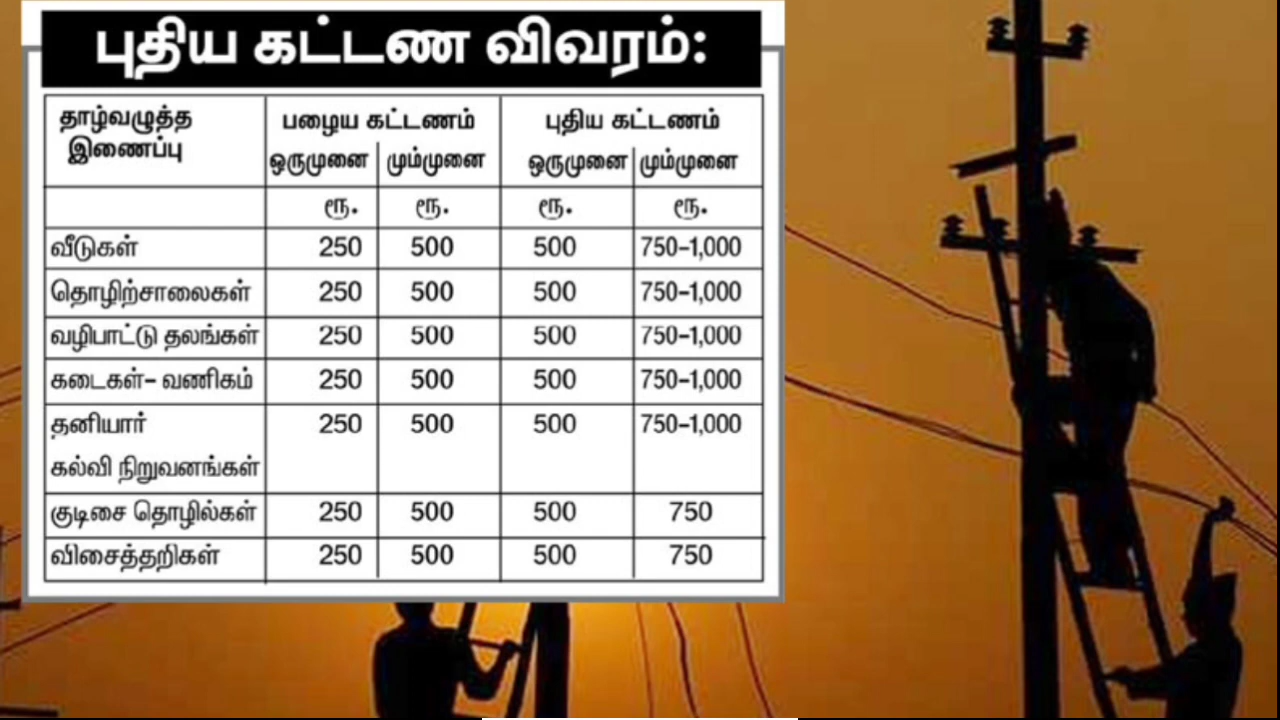 புதிய கட்டண விவரம்:
தாழ்வழுத்த இணைப்பு பழைய கட்டணம் புதிய கட்டணம்
ஒருமுனை மும்முனை ஒருமுனை மும்முனை
ரூ. ரூ. ரூ. ரூ.
வீடுகள் 250 500 500 750-1,000
தொழிற்சாலைகள் 250 500 500 750-1,000
வழிபாட்டு தலங்கள் 250 500 500 750-1,000
கடைகள்- வணிகம் 250 500 500 750-1,000
தனியார் 250 500 500 750-1,000
கல்வி நிறுவனங்கள்
குடிசை தொழில்கள் 250 500 500 750
விசைத்தறிகள் 250 500 500 750